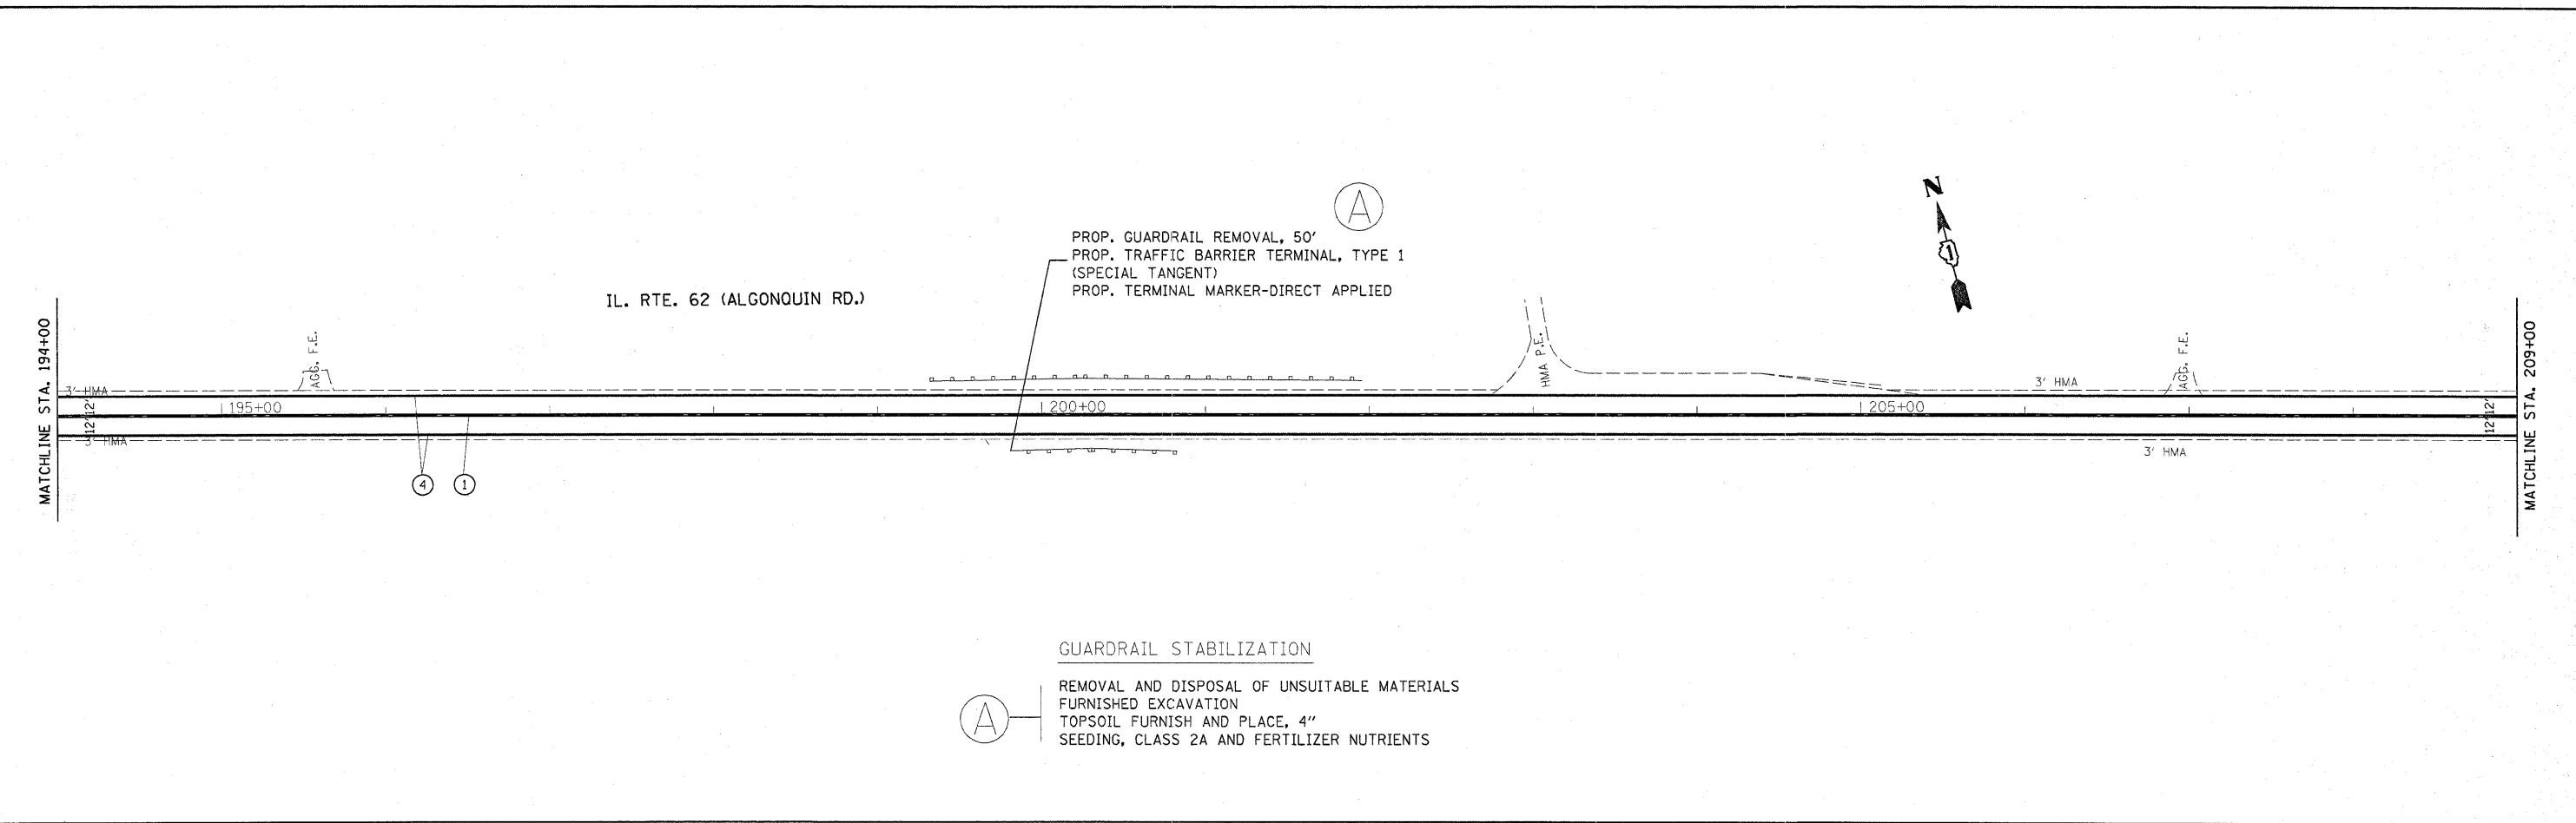 A
PROP. GUARDRAIL REMOVAL, 50'
PROP. TRAFFIC BARRIER TERMINAL, TYPE 1
(SPECIAL TANGENT)
PROP. TERMINAL MARKER-DIRECT APPLIED
N
1
IL. RTE. 62 (ALGONQUIN RD.)
MATCHLINE STA. 194+00
AGG. F.E.
HMA P.E.
AGG. F.E.
MATCHLINE STA. 209+00
3' HMA
3' HMA
12'
12'
195+00
200+00
205+00
12'
12'
3' HMA
3' HMA
4
1
GUARDRAIL STABILIZATION
A
REMOVAL AND DISPOSAL OF UNSUITABLE MATERIALS
FURNISHED EXCAVATION
TOPSOIL FURNISH AND PLACE, 4"
SEEDING, CLASS 2A AND FERTILIZER NUTRIENTS